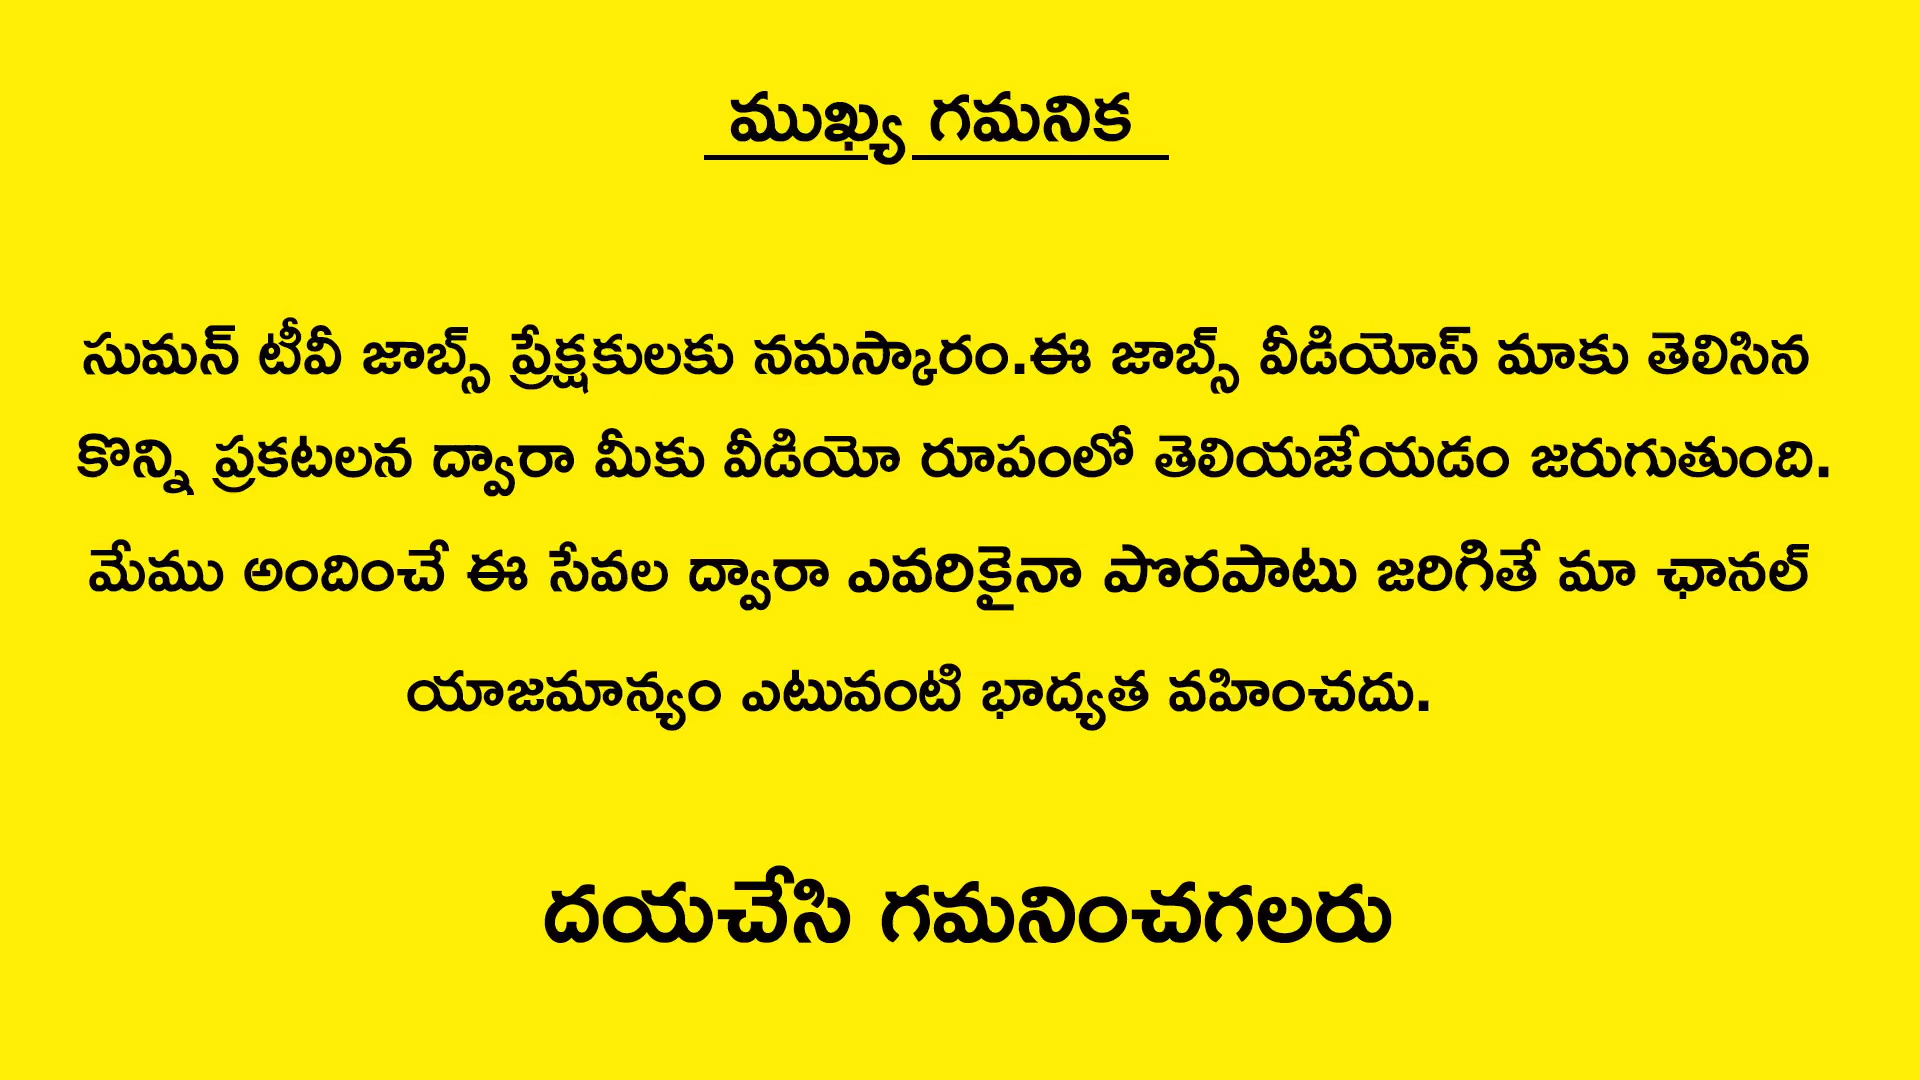 ముఖ్య గమనిక
సుమన్ టీవీ జాబ్స్ ప్రేక్షకులకు నమస్కారం.ఈ జాబ్స్ వీడియోస్ మాకు తెలిసిన
కొన్ని ప్రకటలన ద్వారా మీకు వీడియో రూపంలో తెలియజేయడం జరుగుతుంది.
మేము అందించే ఈ సేవల ద్వారా ఎవరికైనా పొరపాటు జరిగితే మా ఛానల్
యాజమాన్యం ఎటువంటి భాద్యత వహించదు.
దయచేసి గమనించగలరు